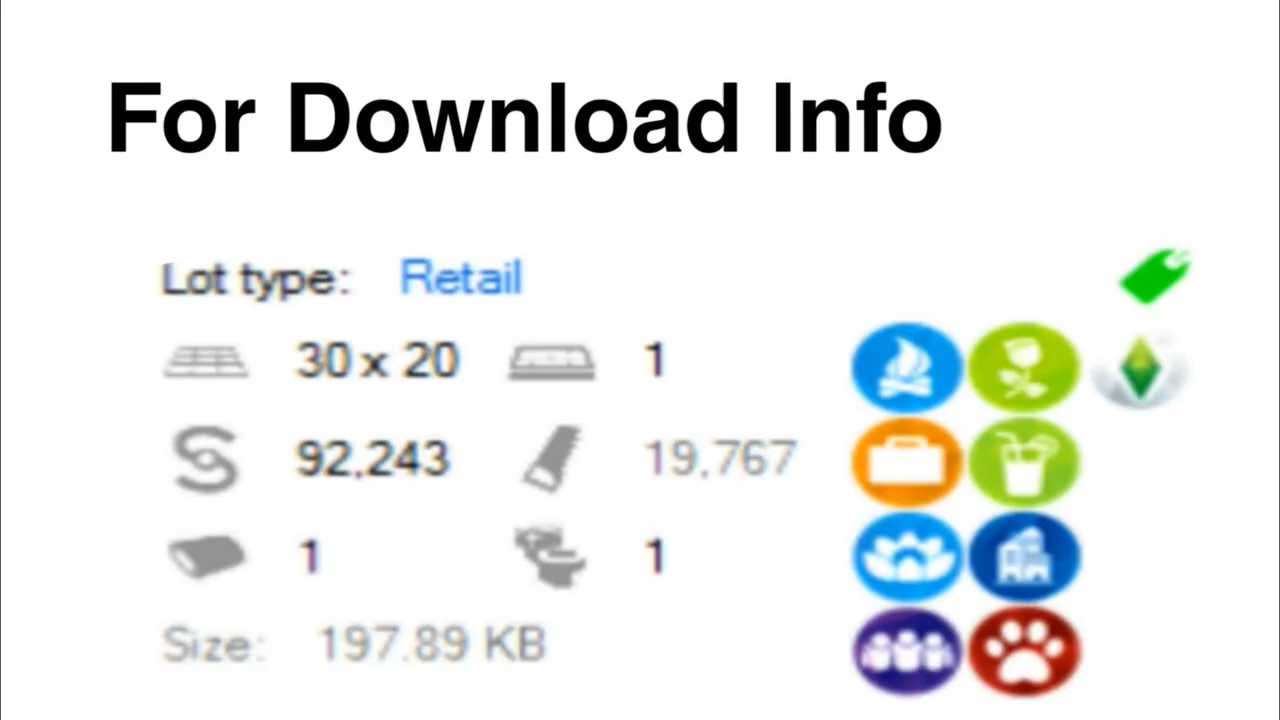 For Download Info
Lot type: Retail
30 x 20 1
92,243 19,767
1 1
Size: 197.89 KB